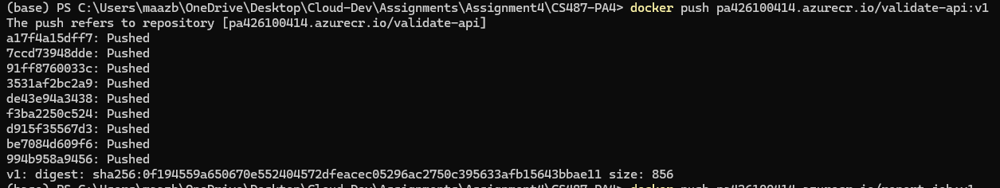 (base) PS C:\Users\maazb\OneDrive\Desktop\Cloud-Dev\Assignments\Assignment4\CS487-PA4> docker push pa426100414.azurecr.io/validate-api:v1
The push refers to repository [pa426100414.azurecr.io/validate-api]
a17f4a15dff7: Pushed
7ccd73948dde: Pushed
91ff8760033c: Pushed
3531af2bc2a9: Pushed
de43e94a3438: Pushed
f3ba2250c524: Pushed
d915f35567d3: Pushed
be7084d609f6: Pushed
994b958a9456: Pushed
v1: digest: sha256:0f194559a650670e552404572dfeacec05296ac2750c395633afb15643bbae11 size: 856
(base) PS C:\Users\maazb\OneDrive\Desktop\Cloud-Dev\Assignments\Assignment4\CS487-PA4> docker push pa426100414.azurecr.io/report-job:v1